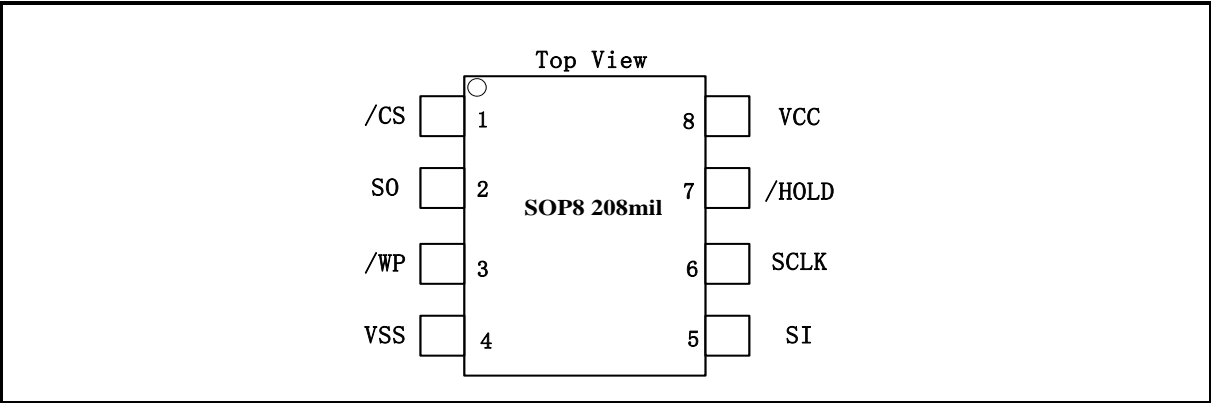 Top View
/CS 1 8 VCC
SO 2 7 /HOLD
SOP8 208mil
/WP 3 6 SCLK
VSS 4 5 SI